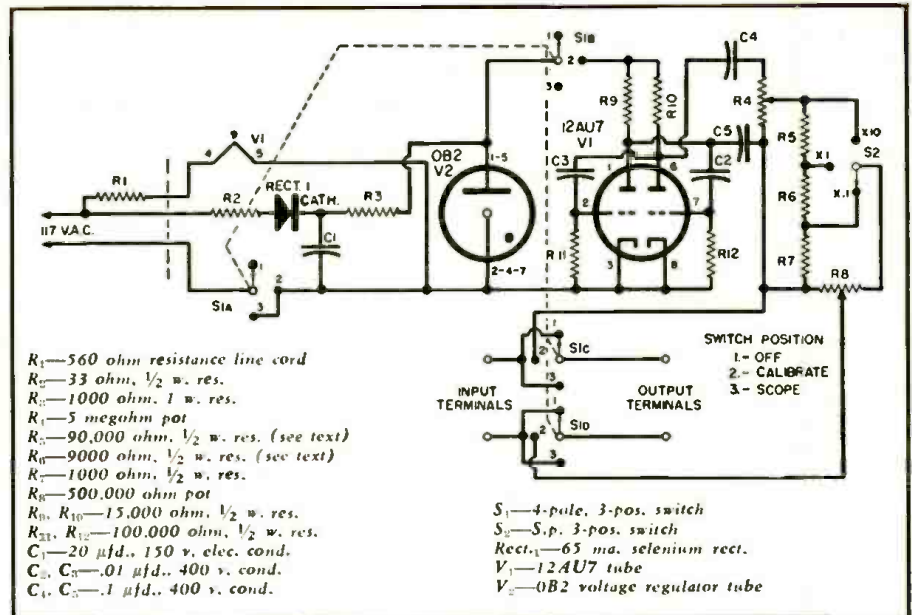 S1B
1
2
3
C4
R9
R10
R4
12AU7
V1
C5
R5
X10
V1
4
5
OB2
V2
1-5
C3
1
6
C2
X1
S2
R1
RECT. 1
CATH.
R6
X.1
R2
R3
2
7
117 V.A.C.
C1
R11
R12
R7
2-4-7
3
8
R8
1
2
3
S1A
S1C
1
2
3
INPUT
TERMINALS
OUTPUT
TERMINALS
SWITCH POSITION
1.- OFF
2.- CALIBRATE
3.- SCOPE
S1D
2
3
R1—560 ohm resistance line cord
R2—33 ohm, 1/2 w. res.
R3—1000 ohm, 1 w. res.
R4—5 megohm pot
R5—90,000 ohm, 1/2 w. res. (see text)
R6—9000 ohm, 1/2 w. res. (see text)
R7—1000 ohm, 1/2 w. res.
R8—500,000 ohm pot
R9, R10—15,000 ohm, 1/2 w. res.
R11, R12—100,000 ohm, 1/2 w. res.
C1—20 μfd., 150 v. elec. cond.
C2, C3—.01 μfd., 400 v. cond.
C4, C5—.1 μfd., 400 v. cond.
S1—4-pole, 3-pos. switch
S2—S.p. 3-pos. switch
Rect.1—65 ma. selenium rect.
V1—12AU7 tube
V2—OB2 voltage regulator tube